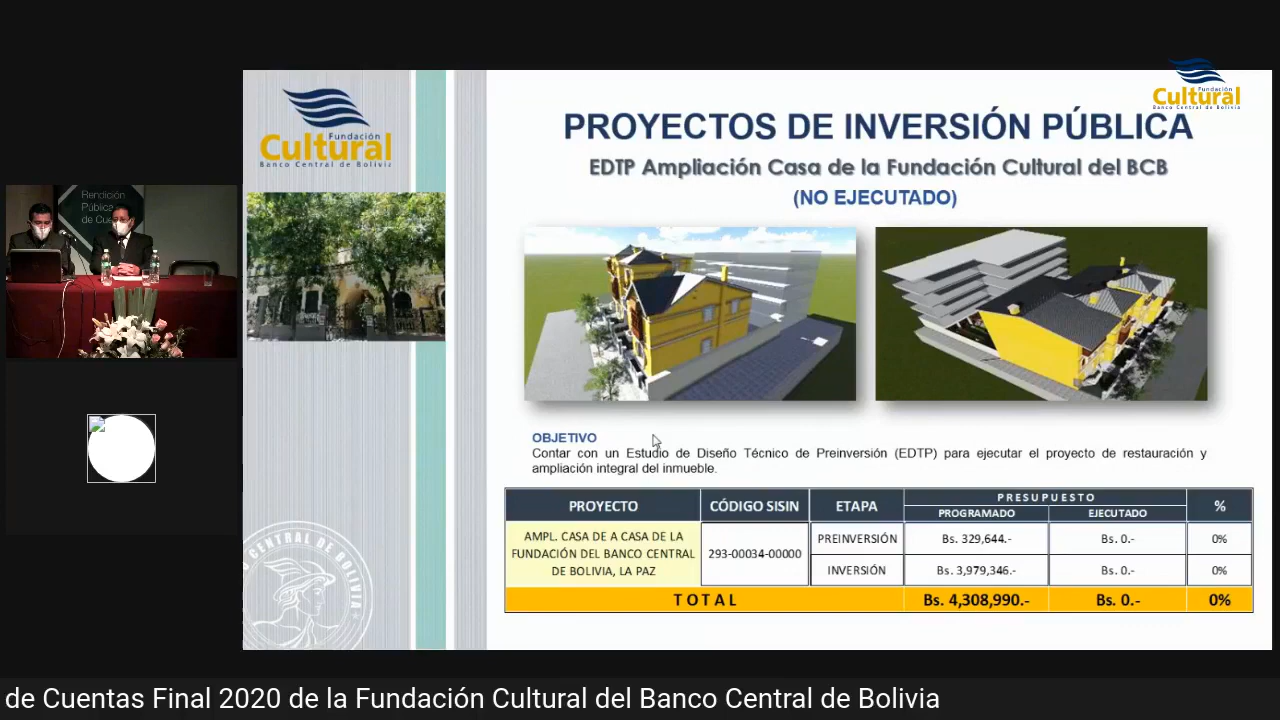 Fundación
Cultural
Banco Central de Bolivia
Fundación
Cultural
Banco Central de Bolivia
PROYECTOS DE INVERSIÓN PÚBLICA
EDTP Ampliación Casa de la Fundación Cultural del BCB
(NO EJECUTADO)
Rendición
Pública
de Cue
OBJETIVO
Contar con un Estudio de Diseño Técnico de Preinversión (EDTP) para ejecutar el proyecto de restauración y
ampliación integral del inmueble.
PROYECTO CÓDIGO SISIN ETAPA PRESUPUESTO %
PROGRAMADO EJECUTADO
AMPL. CASA DE A CASA DE LA
FUNDACIÓN DEL BANCO CENTRAL
DE BOLIVIA, LA PAZ
293-00034-00000
PREINVERSIÓN Bs. 329,644.- Bs. 0.- 0%
INVERSIÓN Bs. 3,979,346.- Bs. 0.- 0%
TOTAL Bs. 4,308,990.- Bs. 0.- 0%
CENTRAL DE BOLIVIA
de Cuentas Final 2020 de la Fundación Cultural del Banco Central de Bolivia